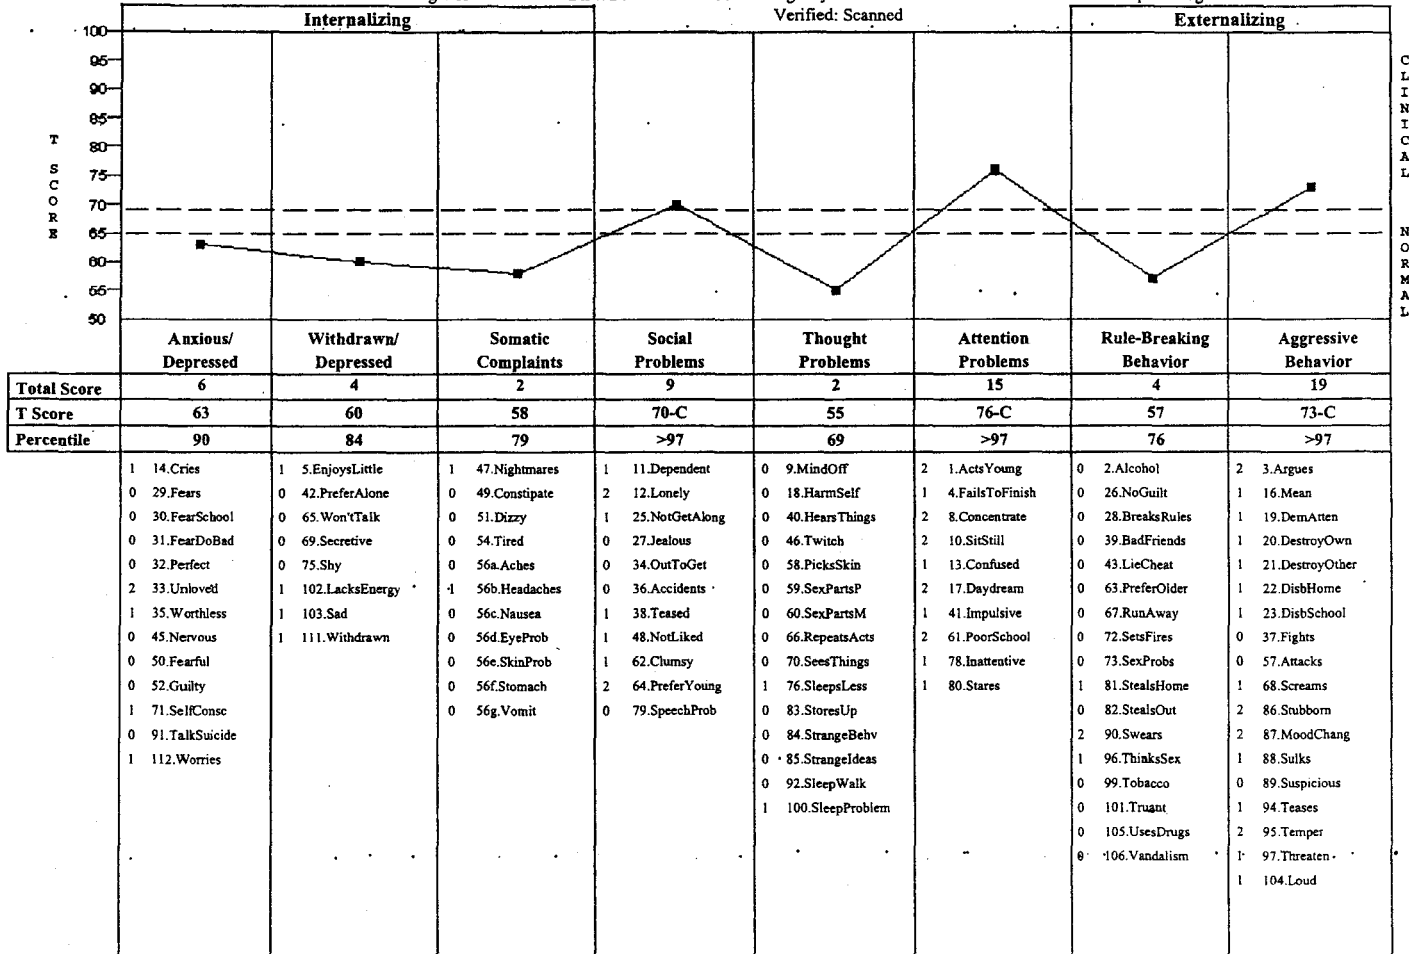 Verified: Scanned
Internalizing Externalizing
100
95
90
85
80
75
70
65
60
55
50
T SCORE
CLINICAL
NORMAL
Anxious/ Depressed Withdrawn/ Depressed Somatic Complaints Social Problems Thought Problems Attention Problems Rule-Breaking Behavior Aggressive Behavior
Total Score 6 4 2 9 2 15 4 19
T Score 63 60 58 70-C 55 76-C 57 73-C
Percentile 90 84 79 >97 69 >97 76 >97
1 14.Cries
0 29.Fears
0 30.FearSchool
0 31.FearDoBad
0 32.Perfect
2 33.Unloved
1 35.Worthless
0 45.Nervous
0 50.Fearful
0 52.Guilty
1 71.SelfConsc
0 91.TalkSuicide
1 112.Worries
1 5.EnjoysLittle
0 42.PreferAlone
0 65.Won'tTalk
0 69.Secretive
0 75.Shy
1 102.LacksEnergy
1 103.Sad
1 111.Withdrawn
1 47.Nightmares
0 49.Constipate
0 51.Dizzy
0 54.Tired
0 56a.Aches
1 56b.Headaches
0 56c.Nausea
0 56d.EyeProb
0 56e.SkinProb
0 56f.Stomach
0 56g.Vomit
1 11.Dependent
2 12.Lonely
1 25.NotGetAlong
0 27.Jealous
0 34.OutToGet
0 36.Accidents
1 38.Teased
1 48.NotLiked
1 62.Clumsy
2 64.PreferYoung
0 79.SpeechProb
0 9.MindOff
0 18.HarmSelf
0 40.HearsThings
0 46.Twitch
0 58.PicksSkin
0 59.SexPartsP
0 60.SexPartsM
0 66.RepeatsActs
0 70.SeesThings
1 76.SleepsLess
0 83.StoresUp
0 84.StrangeBehv
0 85.StrangeIdeas
0 92.SleepWalk
1 100.SleepProblem
2 1.ActsYoung
1 4.FailsToFinish
2 8.Concentrate
2 10.SitStill
1 13.Confused
2 17.Daydream
1 41.Impulsive
2 61.PoorSchool
1 78.Inattentive
1 80.Stares
0 2.Alcohol
0 26.NoGuilt
0 28.BreaksRules
0 39.BadFriends
0 43.LieCheat
0 63.PreferOlder
0 67.RunAway
0 72.SetsFires
0 73.SexProbs
1 81.StealsHome
0 82.StealsOut
2 90.Swears
1 96.ThinksSex
0 99.Tobacco
0 101.Truant
0 105.UsesDrugs
0 106.Vandalism
2 3.Argues
1 16.Mean
1 19.DemAtten
1 20.DestroyOwn
1 21.DestroyOther
1 22.DisbHome
1 23.DisbSchool
0 37.Fights
0 57.Attacks
1 68.Screams
2 86.Stubborn
2 87.MoodChang
1 88.Sulks
0 89.Suspicious
1 94.Teases
2 95.Temper
1 97.Threaten
1 104.Loud